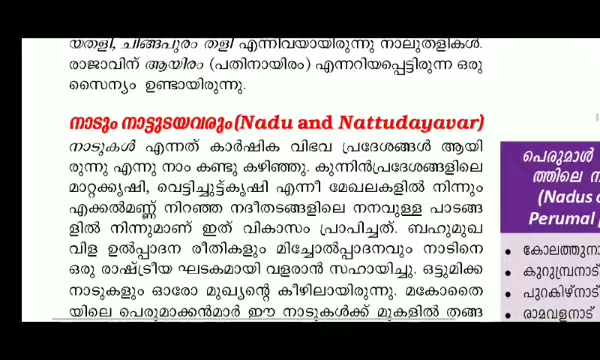 യതളി, ചിങ്ങപുരം തളി എന്നിവയായിരുന്നു നാലുതളികൾ.
രാജാവിന് ആയിരം (പതിനായിരം) എന്നറിയപ്പെട്ടിരുന്ന ഒരു
സൈന്യം ഉണ്ടായിരുന്നു.
നാടും നാട്ടുടയവരും (Nadu and Nattudayavar)
നാടുകൾ എന്നത് കാർഷിക വിഭവ പ്രദേശങ്ങൾ ആയി
രുന്നു എന്നു നാം കണ്ടു കഴിഞ്ഞു. കുന്നിൻപ്രദേശങ്ങളിലെ
മാറ്റക്കൃഷി, വെട്ടിച്ചുട്ട്കൃഷി എന്നീ മേഖലകളിൽ നിന്നും
എക്കൽമണ്ണ് നിറഞ്ഞ നദീതടങ്ങളിലെ നനവുള്ള പാടങ്ങ
ളിൽ നിന്നുമാണ് ഇത് വികാസം പ്രാപിച്ചത്. ബഹുമുഖ
വിള ഉൽപ്പാദന രീതികളും മിച്ചോൽപ്പാദനവും നാടിനെ
ഒരു രാഷ്ട്രീയ ഘടകമായി വളരാൻ സഹായിച്ചു. ഒട്ടുമിക്ക
നാടുകളും ഓരോ മുഖ്യന്റെ കീഴിലായിരുന്നു. മകോതൈ
യിലെ പെരുമാക്കൻമാർ ഈ നാടുകൾക്ക് മുകളിൽ തങ്ങ
പെരുമാൾ
ത്തിലെ
(Nadus
Perumal
• കോലത്തുനാ
• കുറുമ്പ്രനാട്
• പുറകിഴ്നാട്
• രാമവളനാട്